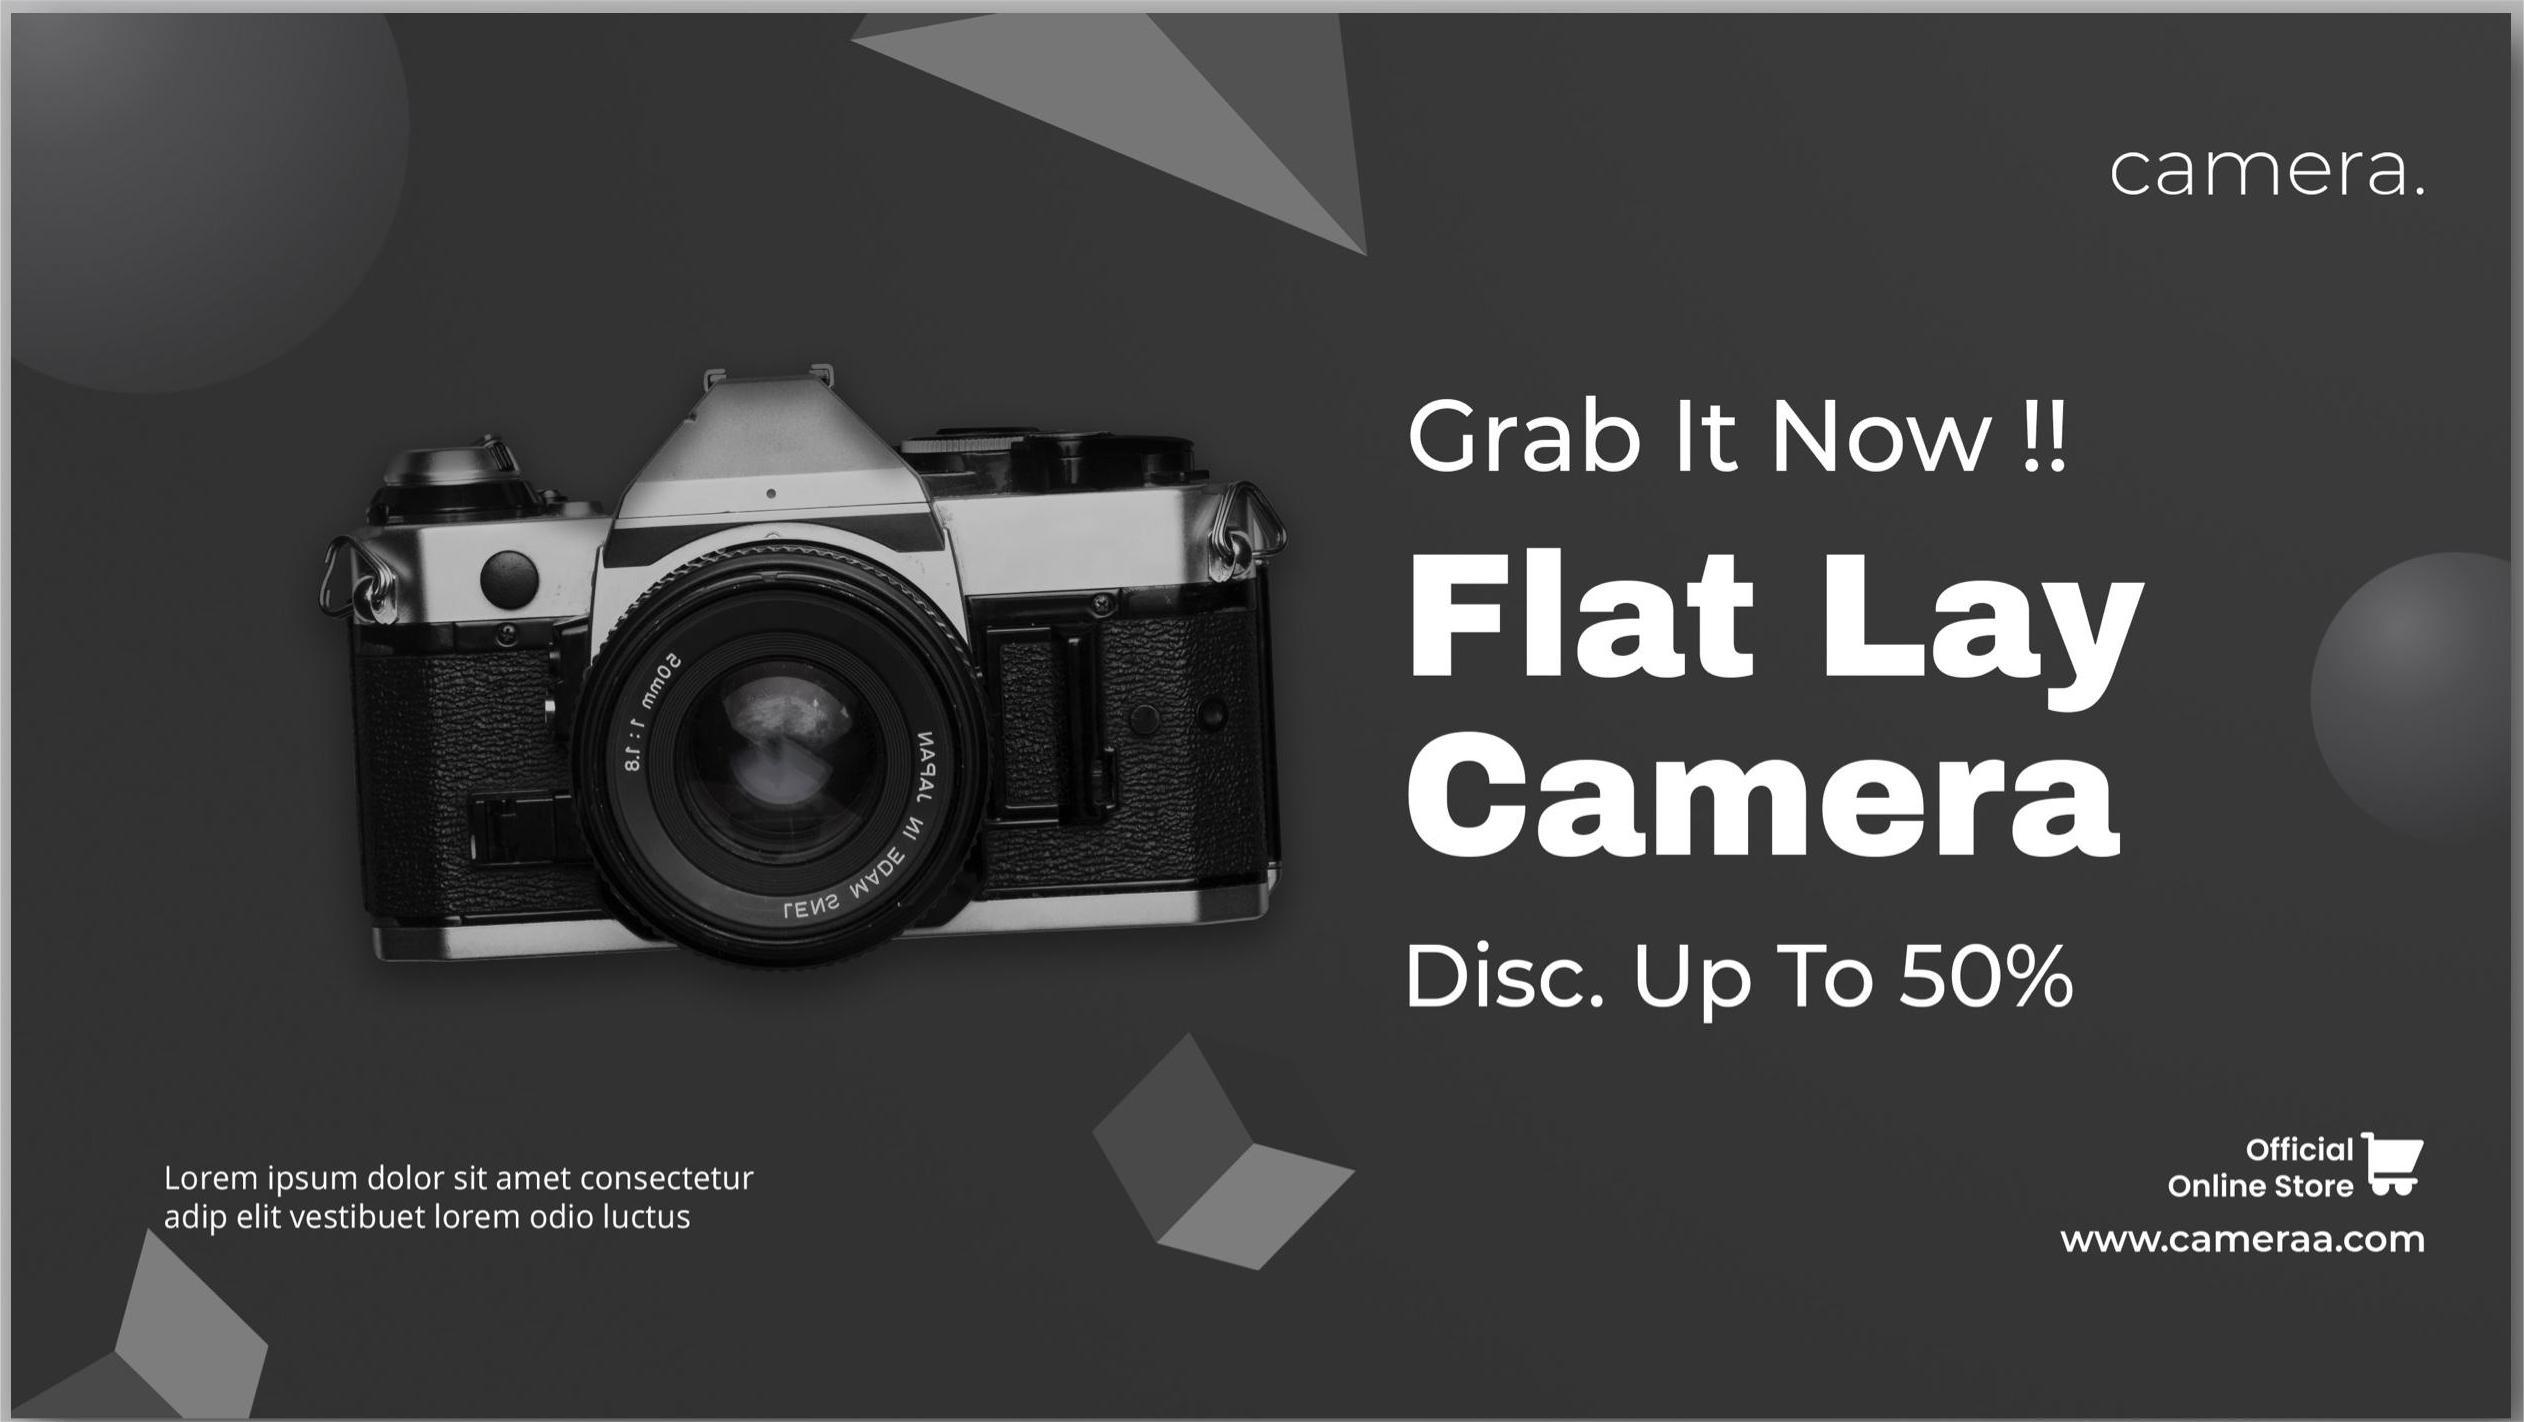 camera.
Grab It Now !!
Flat Lay
Camera
Disc. Up To 50%
50mm 1:1.8
LENS MADE IN JAPAN
Lorem ipsum dolor sit amet consectetur
adip elit vestibuet lorem odio luctus
Official
Online Store
www.cameraa.com